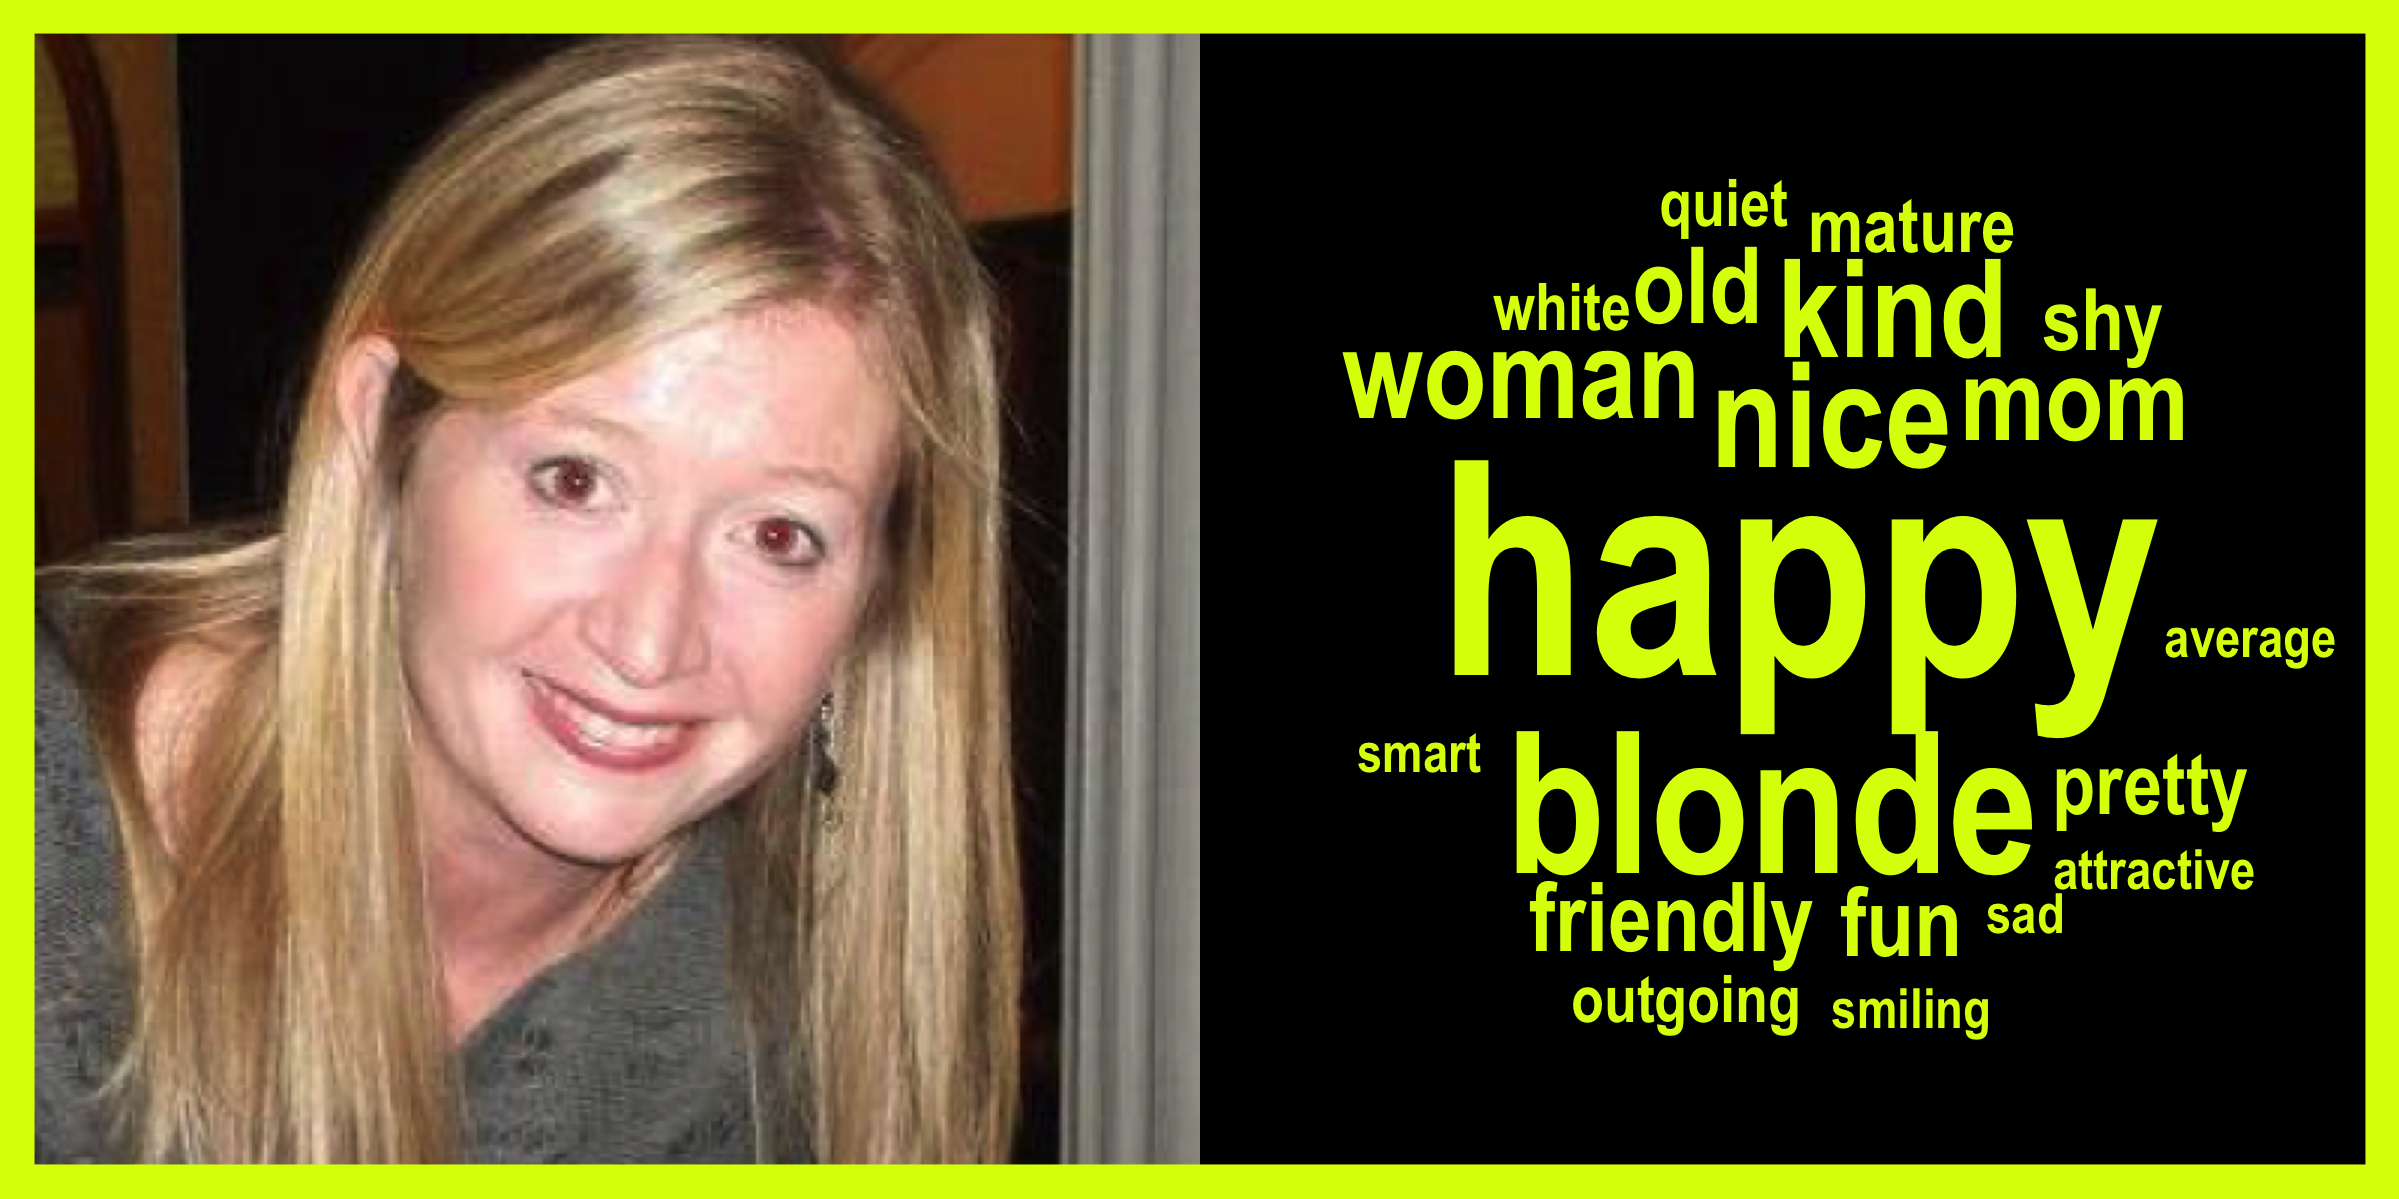 quiet mature
white old kind shy
woman nice mom
happy
average
smart blonde pretty
attractive
friendly fun sad
outgoing smiling